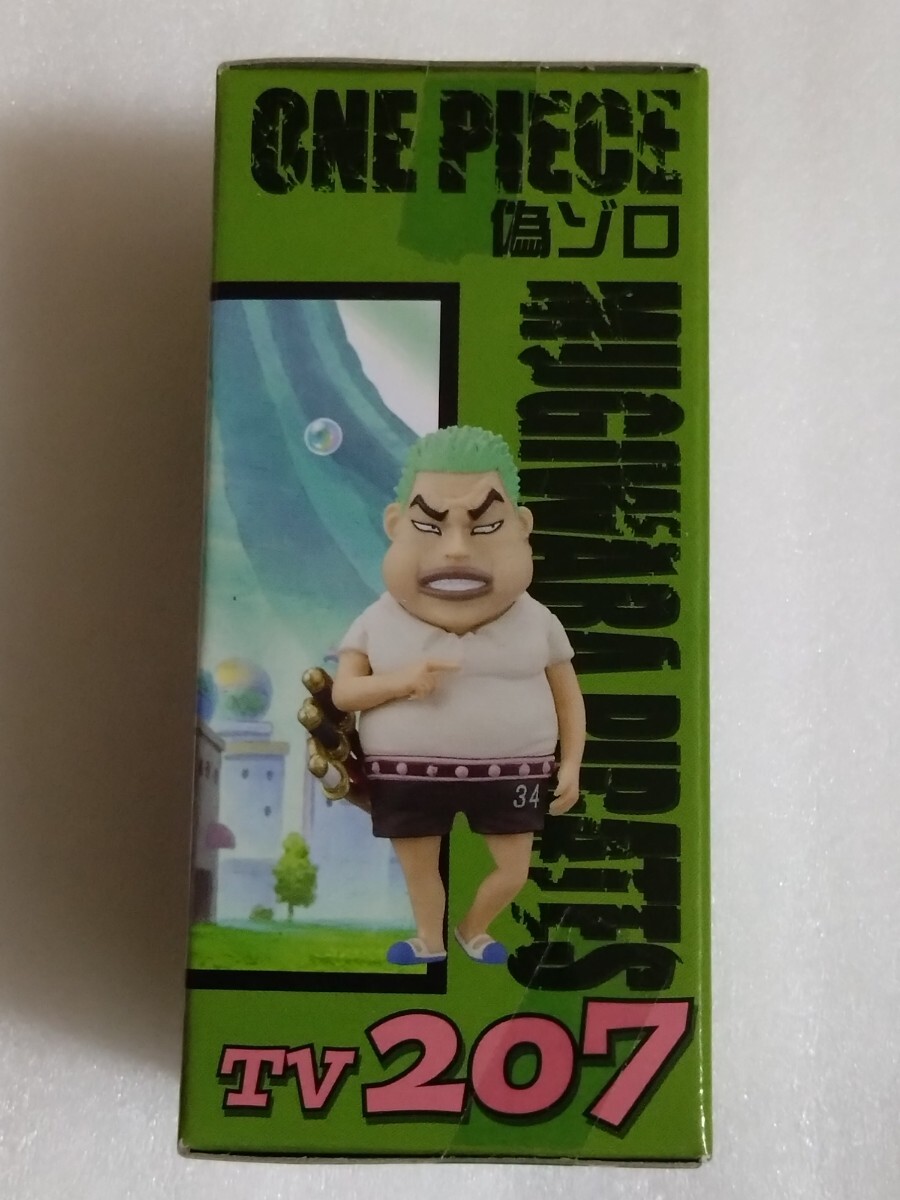 ONE PIECE
偽ゾロ
MUGIWARA PIRATES
34
TV 207